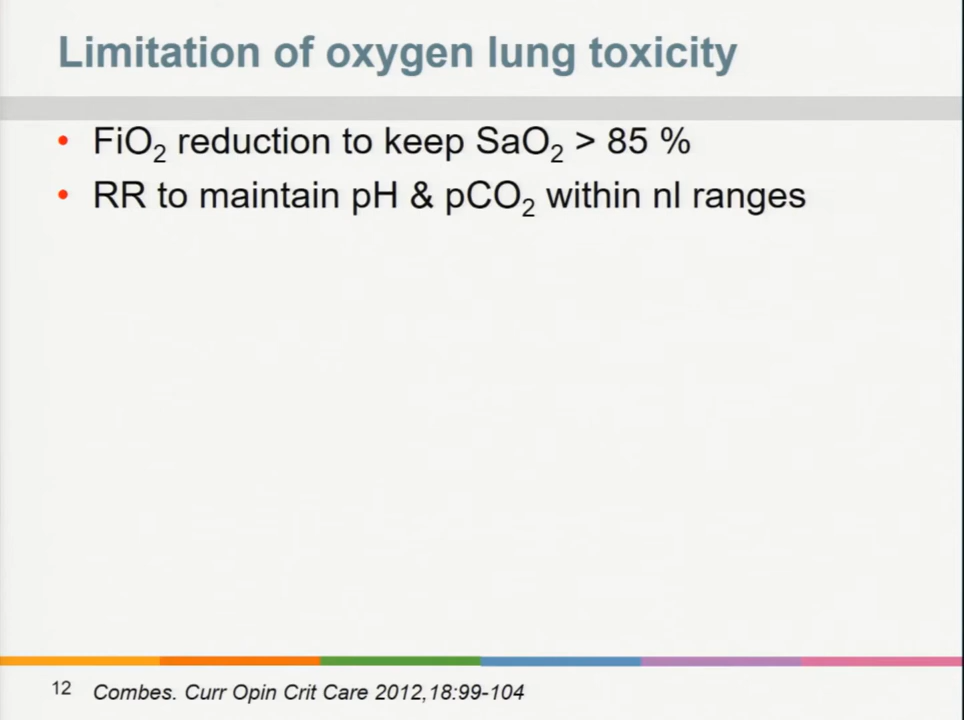 Limitation of oxygen lung toxicity
• FiO₂ reduction to keep SaO₂ > 85 %
• RR to maintain pH & pCO₂ within nl ranges
12 Combes. Curr Opin Crit Care 2012,18:99-104